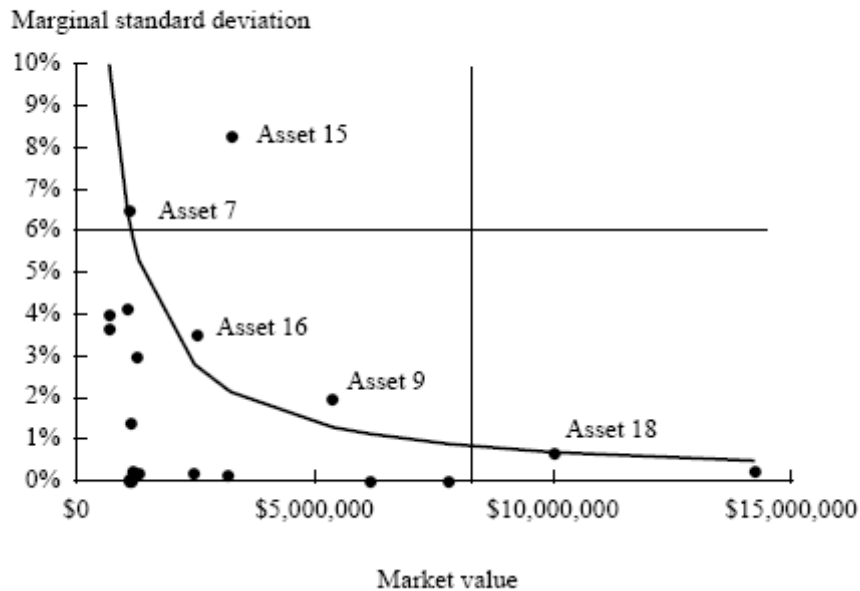 Marginal standard deviation
10%
9%
Asset 15
8%
7%
Asset 7
6%
5%
4%
Asset 16
3%
Asset 9
2%
Asset 18
1%
0%
$0 $5,000,000 $10,000,000 $15,000,000
Market value